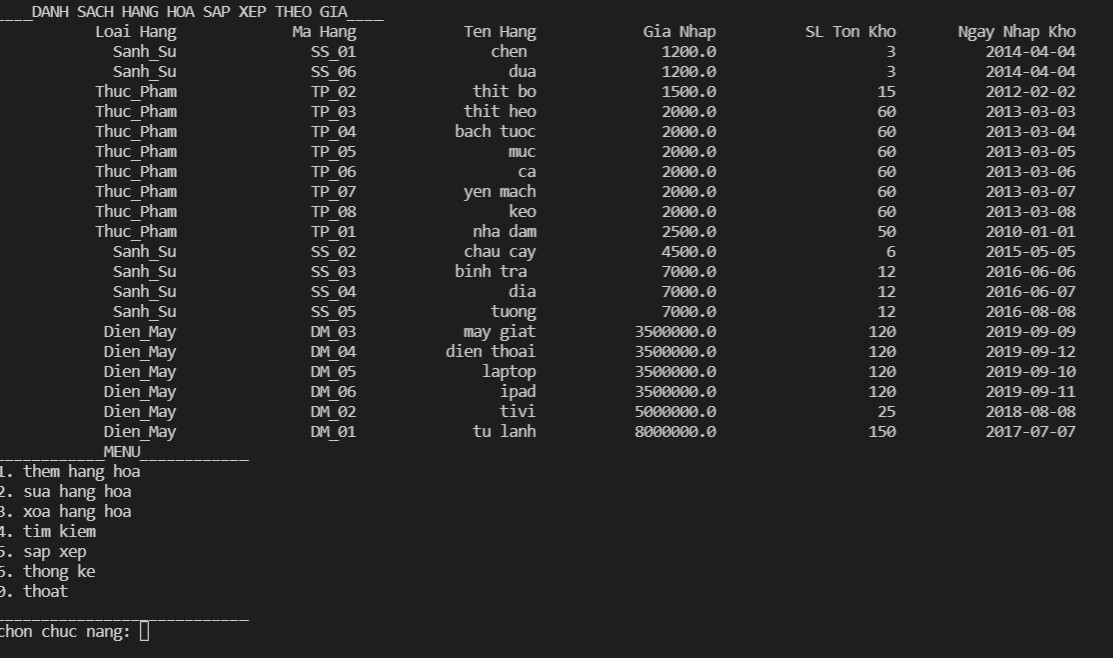 ____DANH SACH HANG HOA SAP XEP THEO GIA____
Loai Hang Ma Hang Ten Hang Gia Nhap SL Ton Kho Ngay Nhap Kho
Sanh_Su SS_01 chen 1200.0 3 2014-04-04
Sanh_Su SS_06 dua 1200.0 3 2014-04-04
Thuc_Pham TP_02 thit bo 1500.0 15 2012-02-02
Thuc_Pham TP_03 thit heo 2000.0 60 2013-03-03
Thuc_Pham TP_04 bach tuoc 2000.0 60 2013-03-04
Thuc_Pham TP_05 muc 2000.0 60 2013-03-05
Thuc_Pham TP_06 ca 2000.0 60 2013-03-06
Thuc_Pham TP_07 yen mach 2000.0 60 2013-03-07
Thuc_Pham TP_08 keo 2000.0 60 2013-03-08
Thuc_Pham TP_01 nha dam 2500.0 50 2010-01-01
Sanh_Su SS_02 chau cay 4500.0 6 2015-05-05
Sanh_Su SS_03 binh tra 7000.0 12 2016-06-06
Sanh_Su SS_04 dia 7000.0 12 2016-06-07
Sanh_Su SS_05 tuong 7000.0 12 2016-08-08
Dien_May DM_03 may giat 3500000.0 120 2019-09-09
Dien_May DM_04 dien thoai 3500000.0 120 2019-09-12
Dien_May DM_05 laptop 3500000.0 120 2019-09-10
Dien_May DM_06 ipad 3500000.0 120 2019-09-11
Dien_May DM_02 tivi 5000000.0 25 2018-08-08
Dien_May DM_01 tu lanh 8000000.0 150 2017-07-07
____________MENU____________
1. them hang hoa
2. sua hang hoa
3. xoa hang hoa
4. tim kiem
5. sap xep
6. thong ke
0. thoat
____________________________
chon chuc nang: